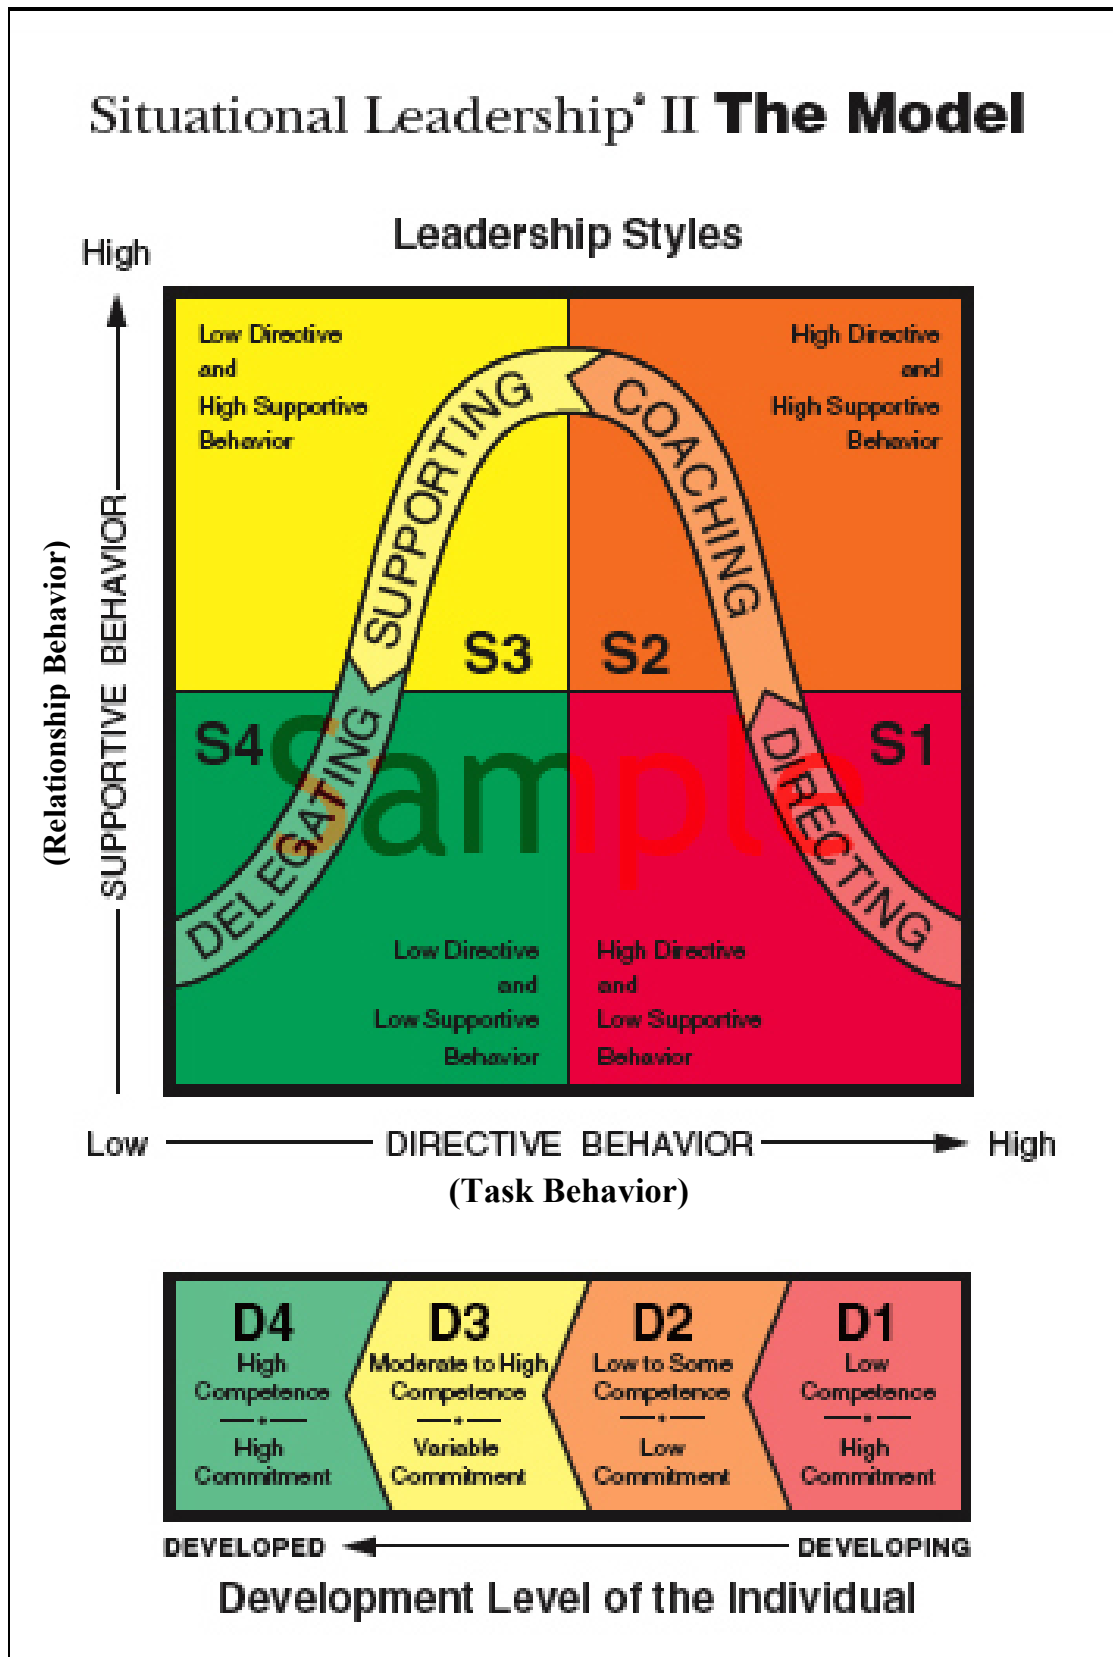 Situational Leadership® II The Model
Leadership Styles
High
Low Directive
and
High Supportive
Behavior
High Directive
and
High Supportive
Behavior
SUPPORTING
COACHING
S3
S2
(Relationship Behavior)
SUPPORTIVE BEHAVIOR
S4
S1
Sample
DELEGATING
DIRECTING
Low Directive
and
Low Supportive
Behavior
High Directive
and
Low Supportive
Behavior
Low
DIRECTIVE BEHAVIOR
High
(Task Behavior)
D4
High
Competence
High
Commitment
D3
Moderate to High
Competence
Variable
Commitment
D2
Low to Some
Competence
Low
Commitment
D1
Low
Competence
High
Commitment
DEVELOPED
DEVELOPING
Development Level of the Individual